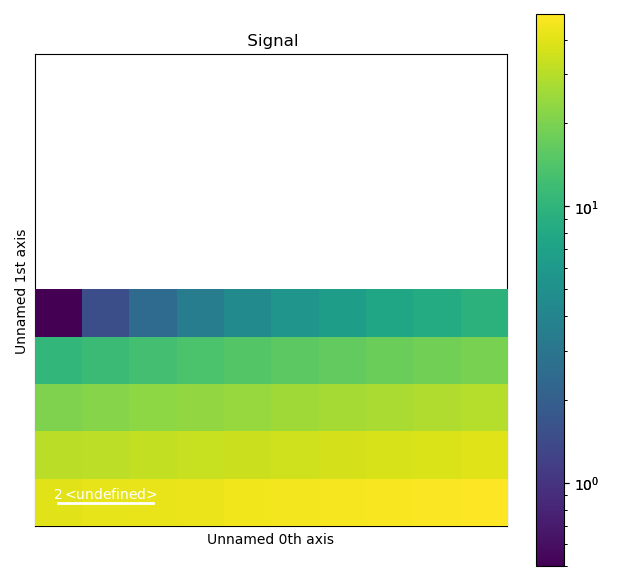 Signal
Unnamed 1st axis
2 <undefined>
Unnamed 0th axis
10¹
10⁰